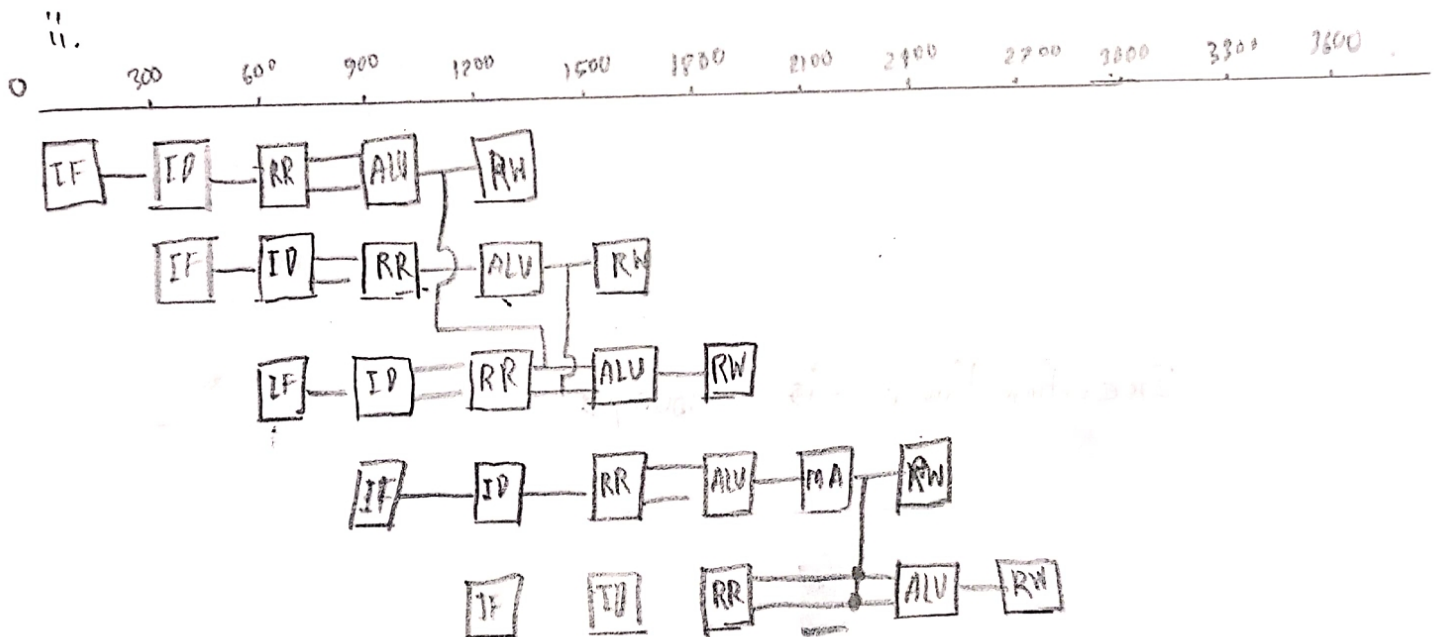 ii.
0 300 600 900 1200 1500 1800 2100 2400 2700 3000 3300 3600
IF ID RR ALU RW
IF ID RR ALU RW
IF ID RR ALU RW
IF ID RR ALU MA RW
IF ID RR ALU RW